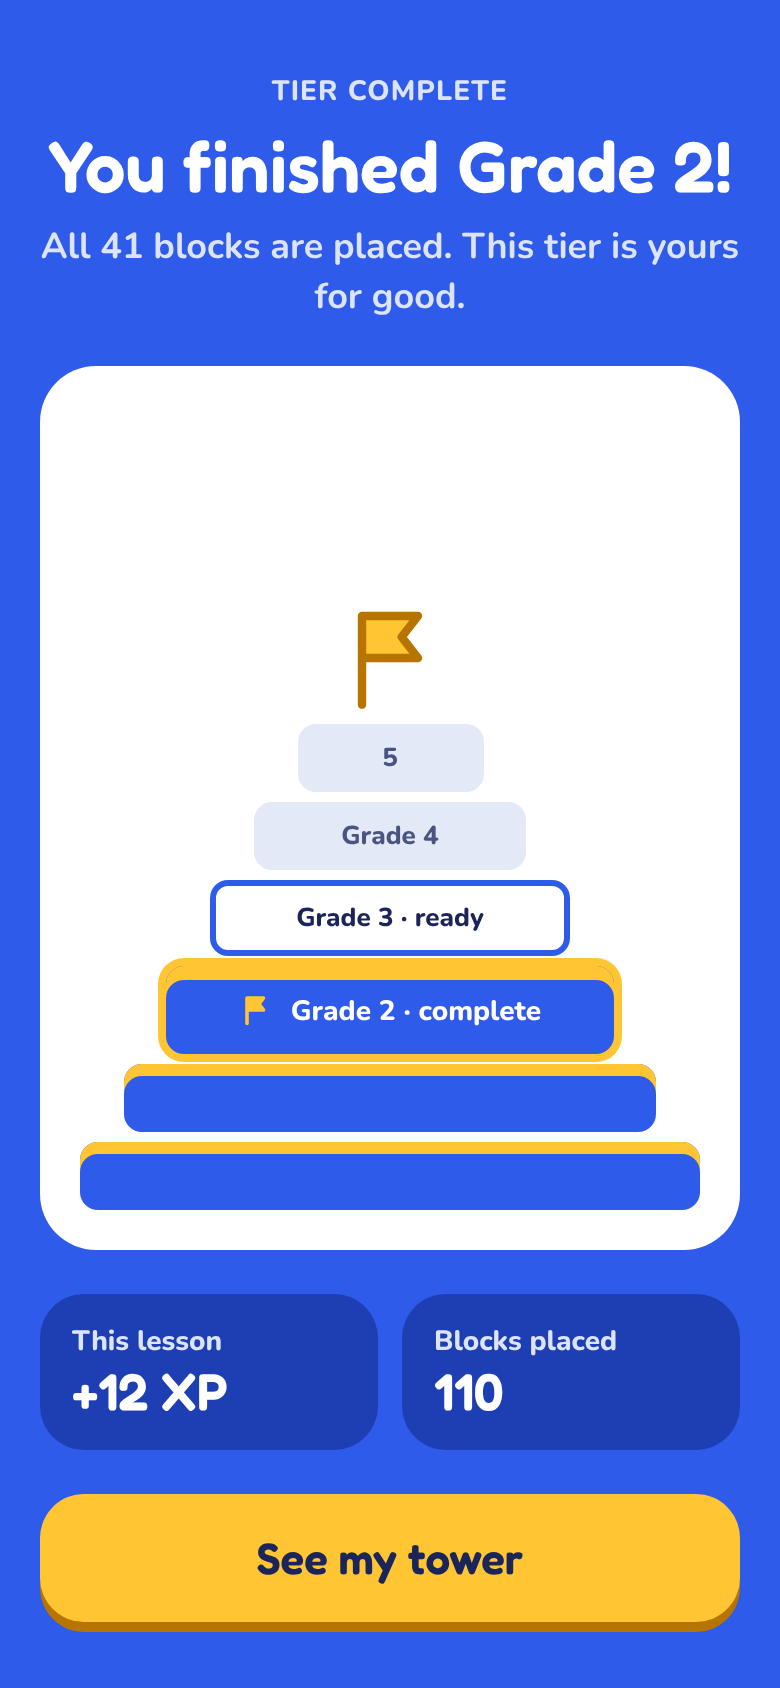 TIER COMPLETE
You finished Grade 2!
All 41 blocks are placed. This tier is yours
for good.
5
Grade 4
Grade 3 · ready
Grade 2 · complete
This lesson
+12 XP
Blocks placed
110
See my tower